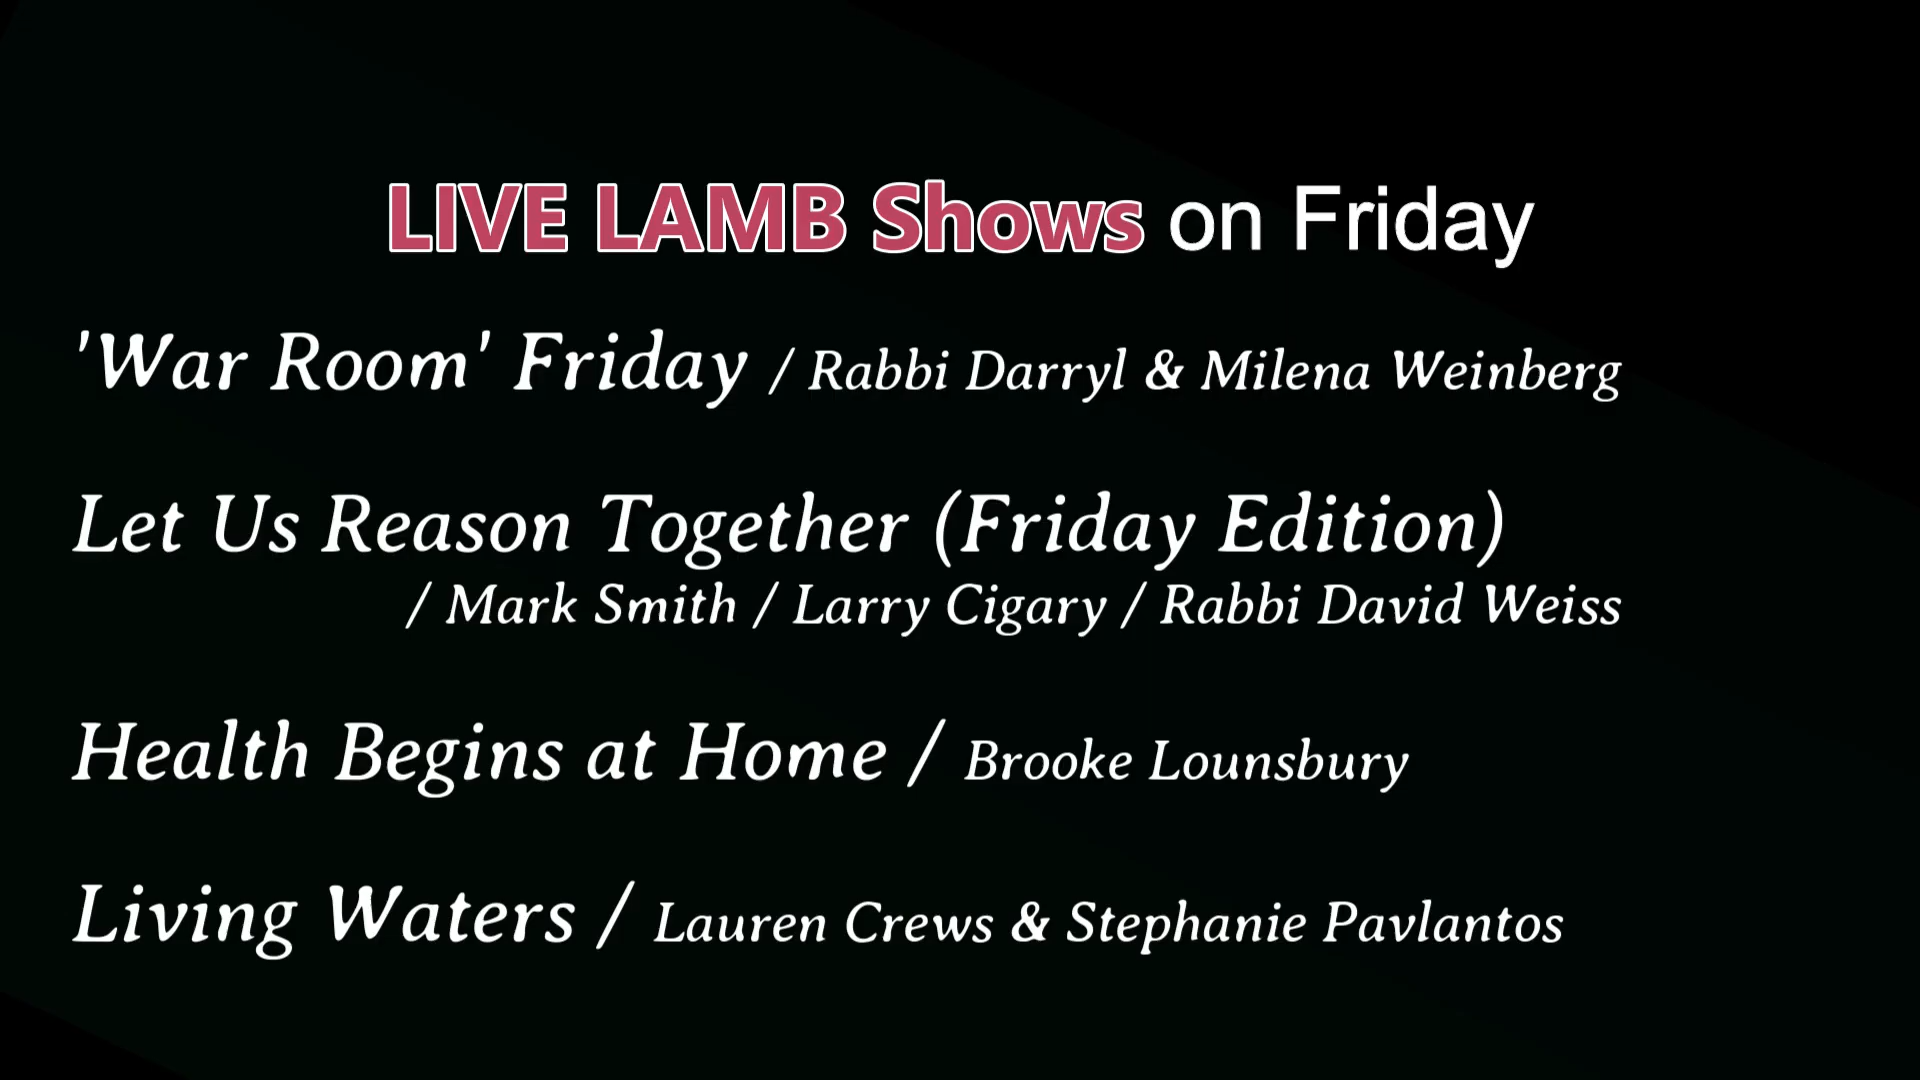 LIVE LAMB Shows on Friday
'War Room' Friday / Rabbi Darryl & Milena Weinberg
Let Us Reason Together (Friday Edition)
/ Mark Smith / Larry Cigary / Rabbi David Weiss
Health Begins at Home / Brooke Lounsbury
Living Waters / Lauren Crews & Stephanie Pavlantos